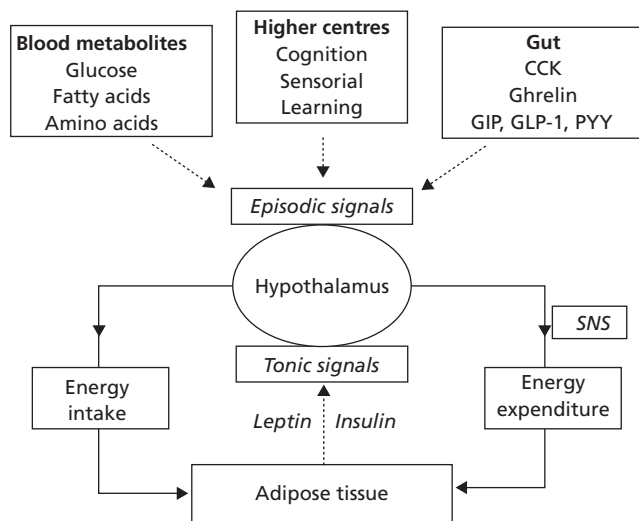 Blood metabolites
Glucose
Fatty acids
Amino acids
Higher centres
Cognition
Sensorial
Learning
Gut
CCK
Ghrelin
GIP, GLP-1, PYY
Episodic signals
Hypothalamus
SNS
Tonic signals
Energy
intake
Energy
expenditure
Leptin Insulin
Adipose tissue